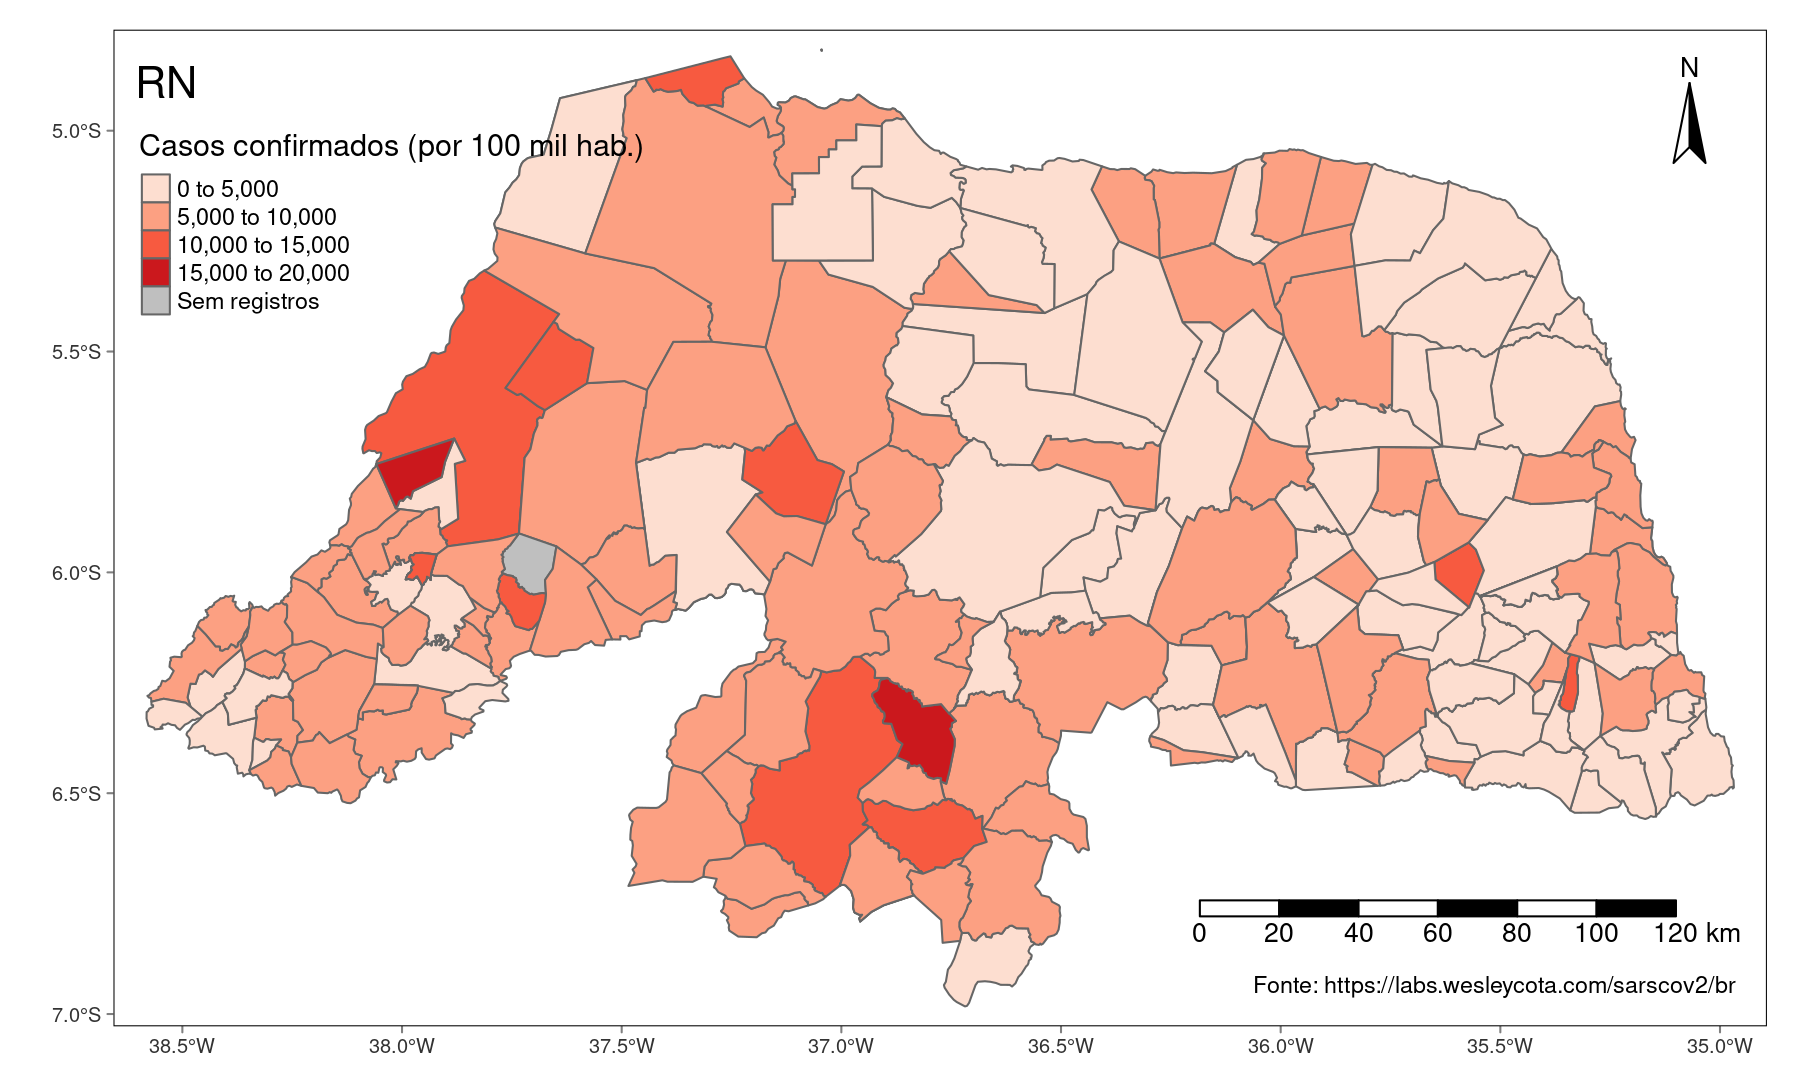 RN
N
Casos confirmados (por 100 mil hab.)
0 to 5,000
5,000 to 10,000
10,000 to 15,000
15,000 to 20,000
Sem registros
5.0°S
5.5°S
6.0°S
6.5°S
7.0°S
0 20 40 60 80 100 120 km
Fonte: https://labs.wesleycota.com/sarscov2/br
38.5°W 38.0°W 37.5°W 37.0°W 36.5°W 36.0°W 35.5°W 35.0°W